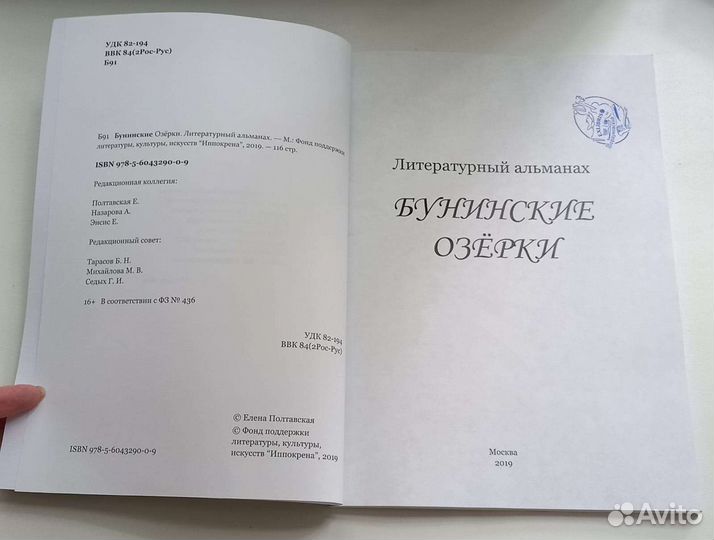 УДК 82-194
ВВК 84(2Рос-Рус)
Б91
Б91 Бунинские Озёрки. Литературный альманах. — М.: Фонд поддержки
литературы, культуры, искусств "Иппокрена", 2019. — 116 стр.
ISBN 978-5-6043290-0-9
Редакционная коллегия:
Полтавская Е.
Назарова А.
Энсис Е.
Редакционный совет:
Тарасов Б. Н.
Михайлова М. В.
Седых Г. И.
16+ В соответствии с ФЗ № 436
УДК 82-194
ВВК 84(2Рос-Рус)
© Елена Полтавская
© Фонд поддержки
литературы, культуры,
искусств "Иппокрена", 2019
ISBN 978-5-6043290-0-9
Литературный альманах
БУНИНСКИЕ
ОЗЁРКИ
Москва
2019
Avito